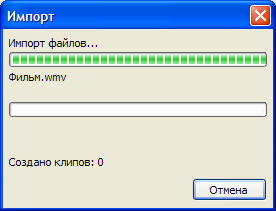 Импорт
Импорт файлов...
Фильм.wmv
Создано клипов: 0
Отмена